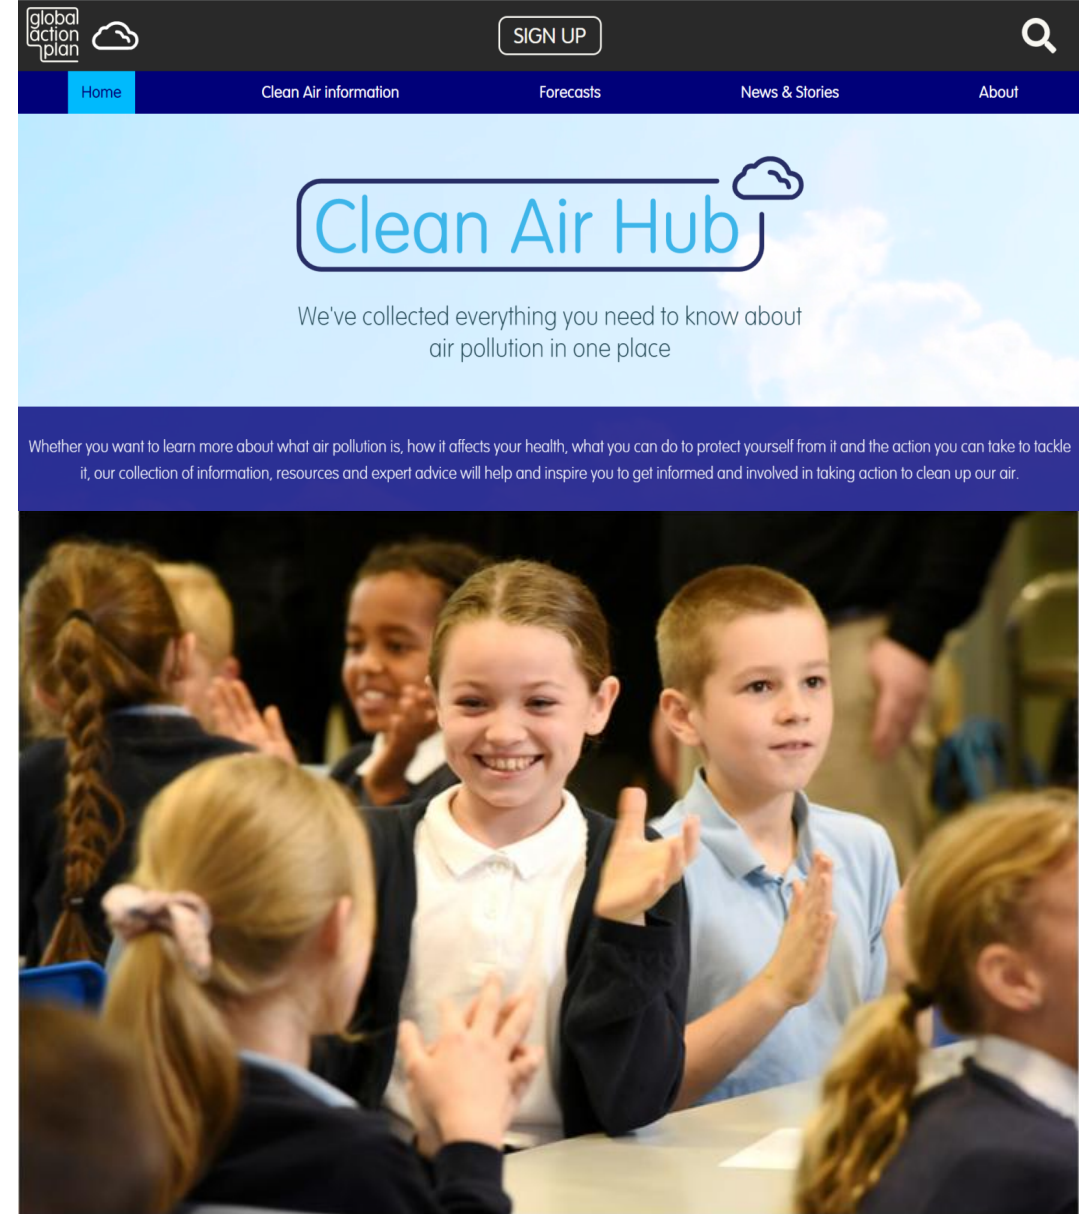 global
action
plan
SIGN UP
Home
Clean Air information
Forecasts
News & Stories
About
Clean Air Hub
We've collected everything you need to know about
air pollution in one place
Whether you want to learn more about what air pollution is, how it affects your health, what you can do to protect yourself from it and the action you can take to tackle
it, our collection of information, resources and expert advice will help and inspire you to get informed and involved in taking action to clean up our air.